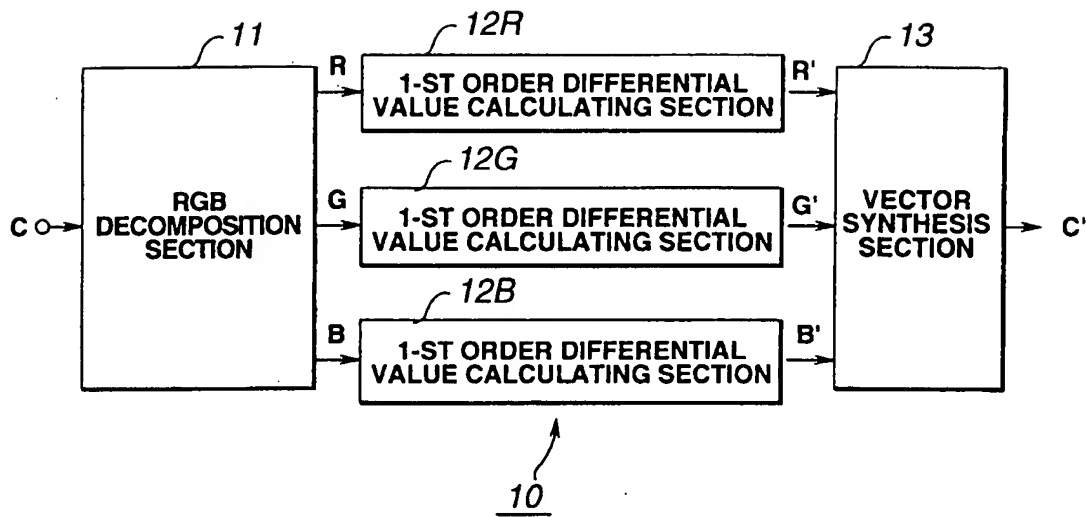 11
12R
13
R
1-ST ORDER DIFFERENTIAL
VALUE CALCULATING SECTION
R'
12G
C
RGB
DECOMPOSITION
SECTION
G
1-ST ORDER DIFFERENTIAL
VALUE CALCULATING SECTION
G'
VECTOR
SYNTHESIS
SECTION
C'
12B
B
1-ST ORDER DIFFERENTIAL
VALUE CALCULATING SECTION
B'
10